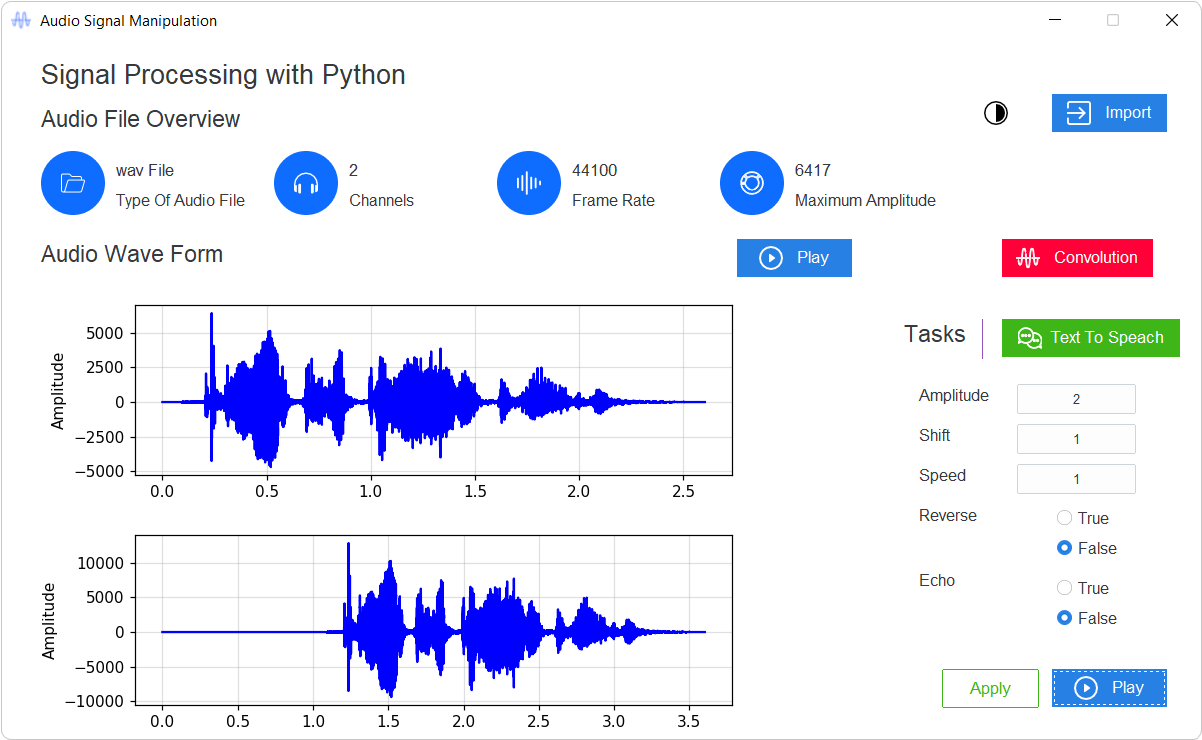 Audio Signal Manipulation
Signal Processing with Python
Audio File Overview
Import
wav File
Type Of Audio File
2
Channels
44100
Frame Rate
6417
Maximum Amplitude
Audio Wave Form
Play
Convolution
Tasks
Text To Speach
Amplitude
5000
2500
0
−2500
−5000
0.0 0.5 1.0 1.5 2.0 2.5
Amplitude 2
Shift 1
Speed 1
Reverse
True
False
Echo
True
False
Amplitude
10000
5000
0
−5000
−10000
0.0 0.5 1.0 1.5 2.0 2.5 3.0 3.5
Apply
Play